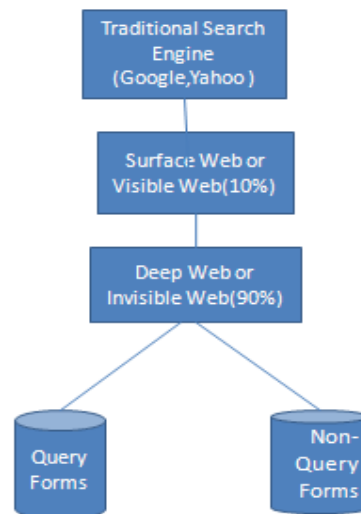 Traditional Search
Engine
(Google,Yahoo )
Surface Web or
Visible Web(10%)
Deep Web or
Invisible Web(90%)
Query
Forms
Non-
Query
Forms